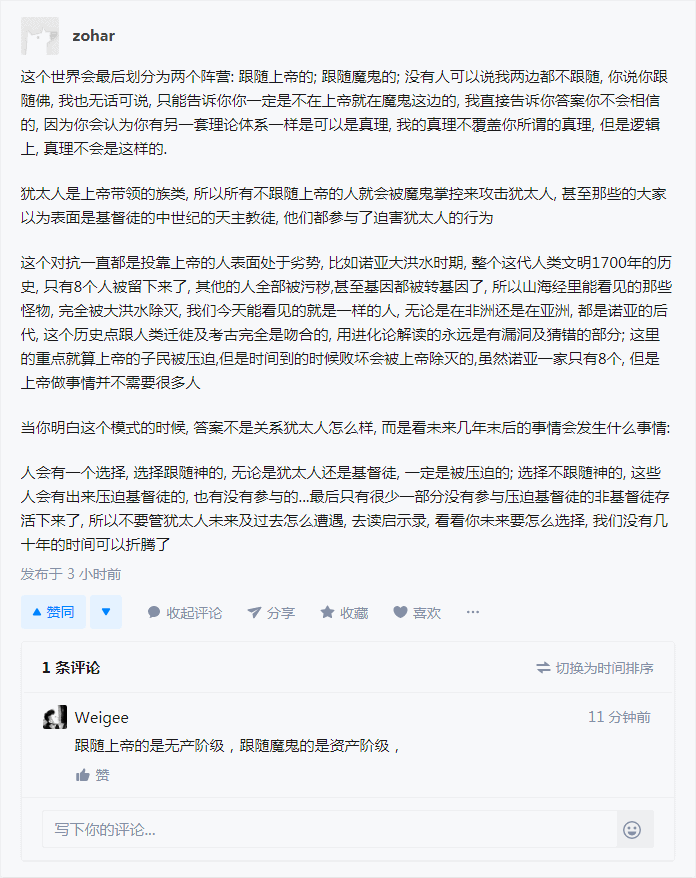 zohar
这个世界会最后划分为两个阵营: 跟随上帝的; 跟随魔鬼的; 没有人可以说我两边都不跟随, 你说你跟
随佛, 我也无话可说, 只能告诉你你一定是不在上帝就在魔鬼这边的, 我直接告诉你答案你不会相信
的, 因为你会认为你有另一套理论体系一样是可以是真理, 我的真理不覆盖你所谓的真理, 但是逻辑
上, 真理不会是这样的.
犹太人是上帝带领的族类, 所以所有不跟随上帝的人就会被魔鬼掌控来攻击犹太人, 甚至那些的大家
以为表面是基督徒的中世纪的天主教徒, 他们都参与了迫害犹太人的行为
这个对抗一直都是投靠上帝的人表面处于劣势, 比如诺亚大洪水时期, 整个这代人类文明1700年的历
史, 只有8个人被留下来了, 其他的人全部被污秽,甚至基因都被转基因了, 所以山海经里能看见的那些
怪物, 完全被大洪水除灭, 我们今天能看见的就是一样的人, 无论是在非洲还是在亚洲, 都是诺亚的后
代, 这个历史点跟人类迁徙及考古完全是吻合的, 用进化论解读的永远是有漏洞及猜错的部分; 这里
的重点就算上帝的子民被压迫,但是时间到的时候败坏会被上帝除灭的,虽然诺亚一家只有8个, 但是
上帝做事情并不需要很多人
当你明白这个模式的时候, 答案不是关系犹太人怎么样, 而是看未来几年末后的事情会发生什么事情:
人会有一个选择, 选择跟随神的, 无论是犹太人还是基督徒, 一定是被压迫的; 选择不跟随神的, 这些
人会有出来压迫基督徒的, 也有没有参与的...最后只有很少一部分没有参与压迫基督徒的非基督徒存
活下来了, 所以不要管犹太人未来及过去怎么遭遇, 去读启示录, 看看你未来要怎么选择, 我们没有几
十年的时间可以折腾了
发布于 3 小时前
赞同 收起评论 分享 收藏 喜欢 ···
1 条评论 切换为时间排序
Weigee 11 分钟前
跟随上帝的是无产阶级，跟随魔鬼的是资产阶级，
赞
写下你的评论...